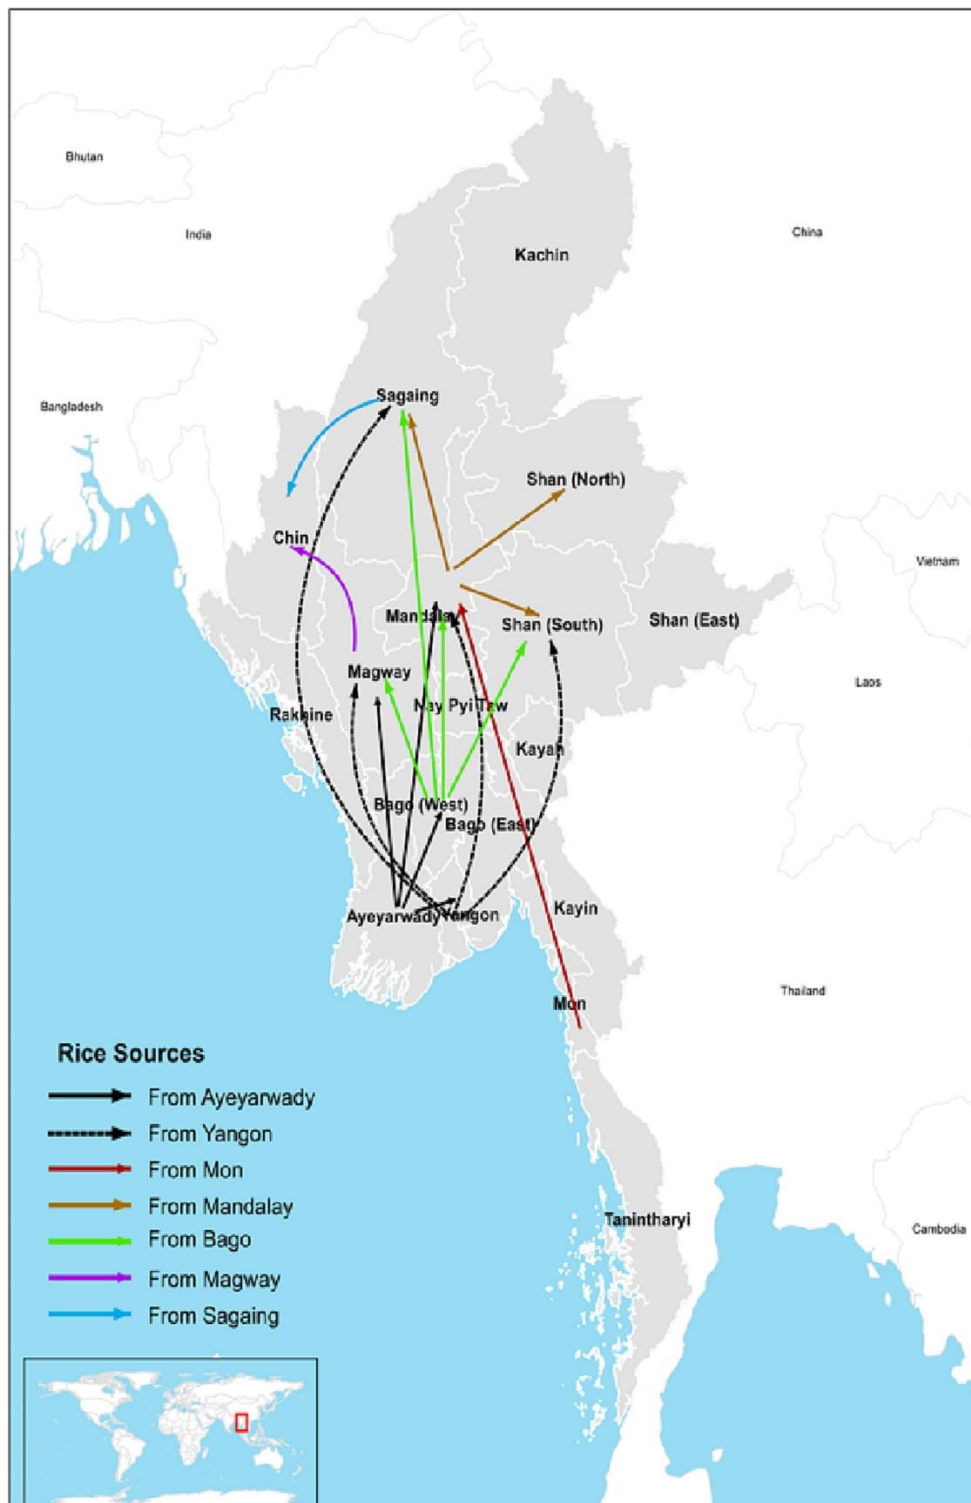 Bhutan
India
China
Kachin
Bangladesh
Sagaing
Shan (North)
Chin
Vietnam
Mandalay
Shan (South)
Shan (East)
Magway
Laos
Nay Pyi Taw
Rakhine
Kayah
Bago (West)
Bago (East)
Ayeyarwady
Yangon
Kayin
Thailand
Mon
Rice Sources
From Ayeyarwady
From Yangon
From Mon
From Mandalay
From Bago
From Magway
From Sagaing
Tanintharyi
Cambodia